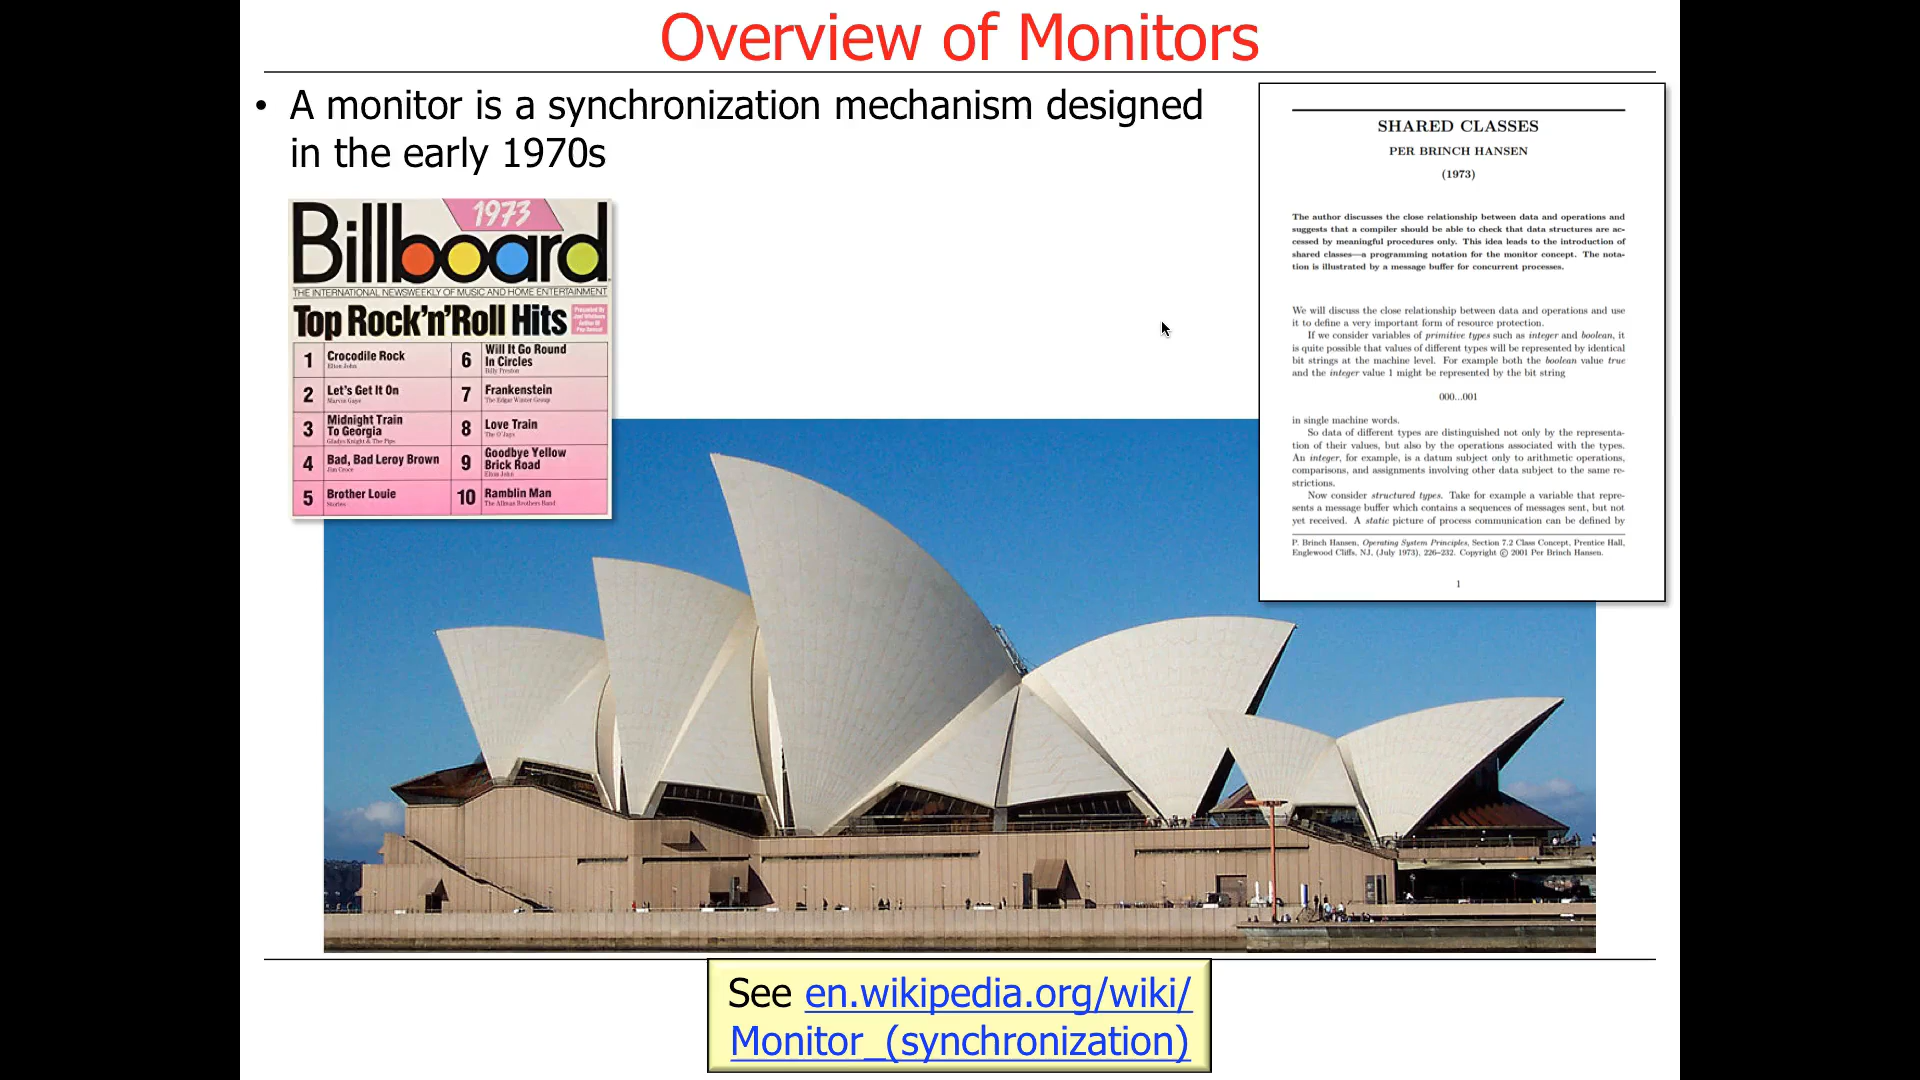 Overview of Monitors
• A monitor is a synchronization mechanism designed
in the early 1970s
1973
Billboard
THE INTERNATIONAL NEWSWEEKLY OF MUSIC AND HOME ENTERTAINMENT
Top Rock'n'Roll Hits
1 Crocodile Rock
Elton John
2 Let's Get It On
Marvin Gaye
3 Midnight Train
To Georgia
Gladys Knight & The Pips
4 Bad, Bad Leroy Brown
Jim Croce
5 Brother Louie
Stories
6 Will It Go Round
In Circles
Billy Preston
7 Frankenstein
The Edgar Winter Group
8 Love Train
The O'Jays
9 Goodbye Yellow
Brick Road
Elton John
10 Ramblin Man
The Allman Brothers Band
SHARED CLASSES
PER BRINCH HANSEN
(1973)
The author discusses the close relationship between data and operations and
suggests that a compiler should be able to check that data structures are ac-
cessed by meaningful procedures only. This idea leads to the introduction of
shared classes—a programming notation for the monitor concept. The nota-
tion is illustrated by a message buffer for concurrent processes.
We will discuss the close relationship between data and operations and use
it to define a very important form of resource protection.
If we consider variables of primitive types such as integer and boolean, it
is quite possible that values of different types will be represented by identical
bit strings at the machine level. For example both the boolean value true
and the integer value 1 might be represented by the bit string
000...001
in single machine words.
So data of different types are distinguished not only by the representa-
tion of their values, but also by the operations associated with the types.
An integer, for example, is a datum subject only to arithmetic operations,
comparisons, and assignments involving other data subject to the same re-
strictions.
Now consider structured types. Take for example a variable that repre-
sents a message buffer which contains a sequences of messages sent, but not
yet received. A static picture of process communication can be defined by
P. Brinch Hansen, Operating System Principles, Section 7.2 Class Concept, Prentice Hall,
Englewood Cliffs, NJ, (July 1973), 226–232. Copyright © 2001 Per Brinch Hansen.
1
See en.wikipedia.org/wiki/
Monitor_(synchronization)